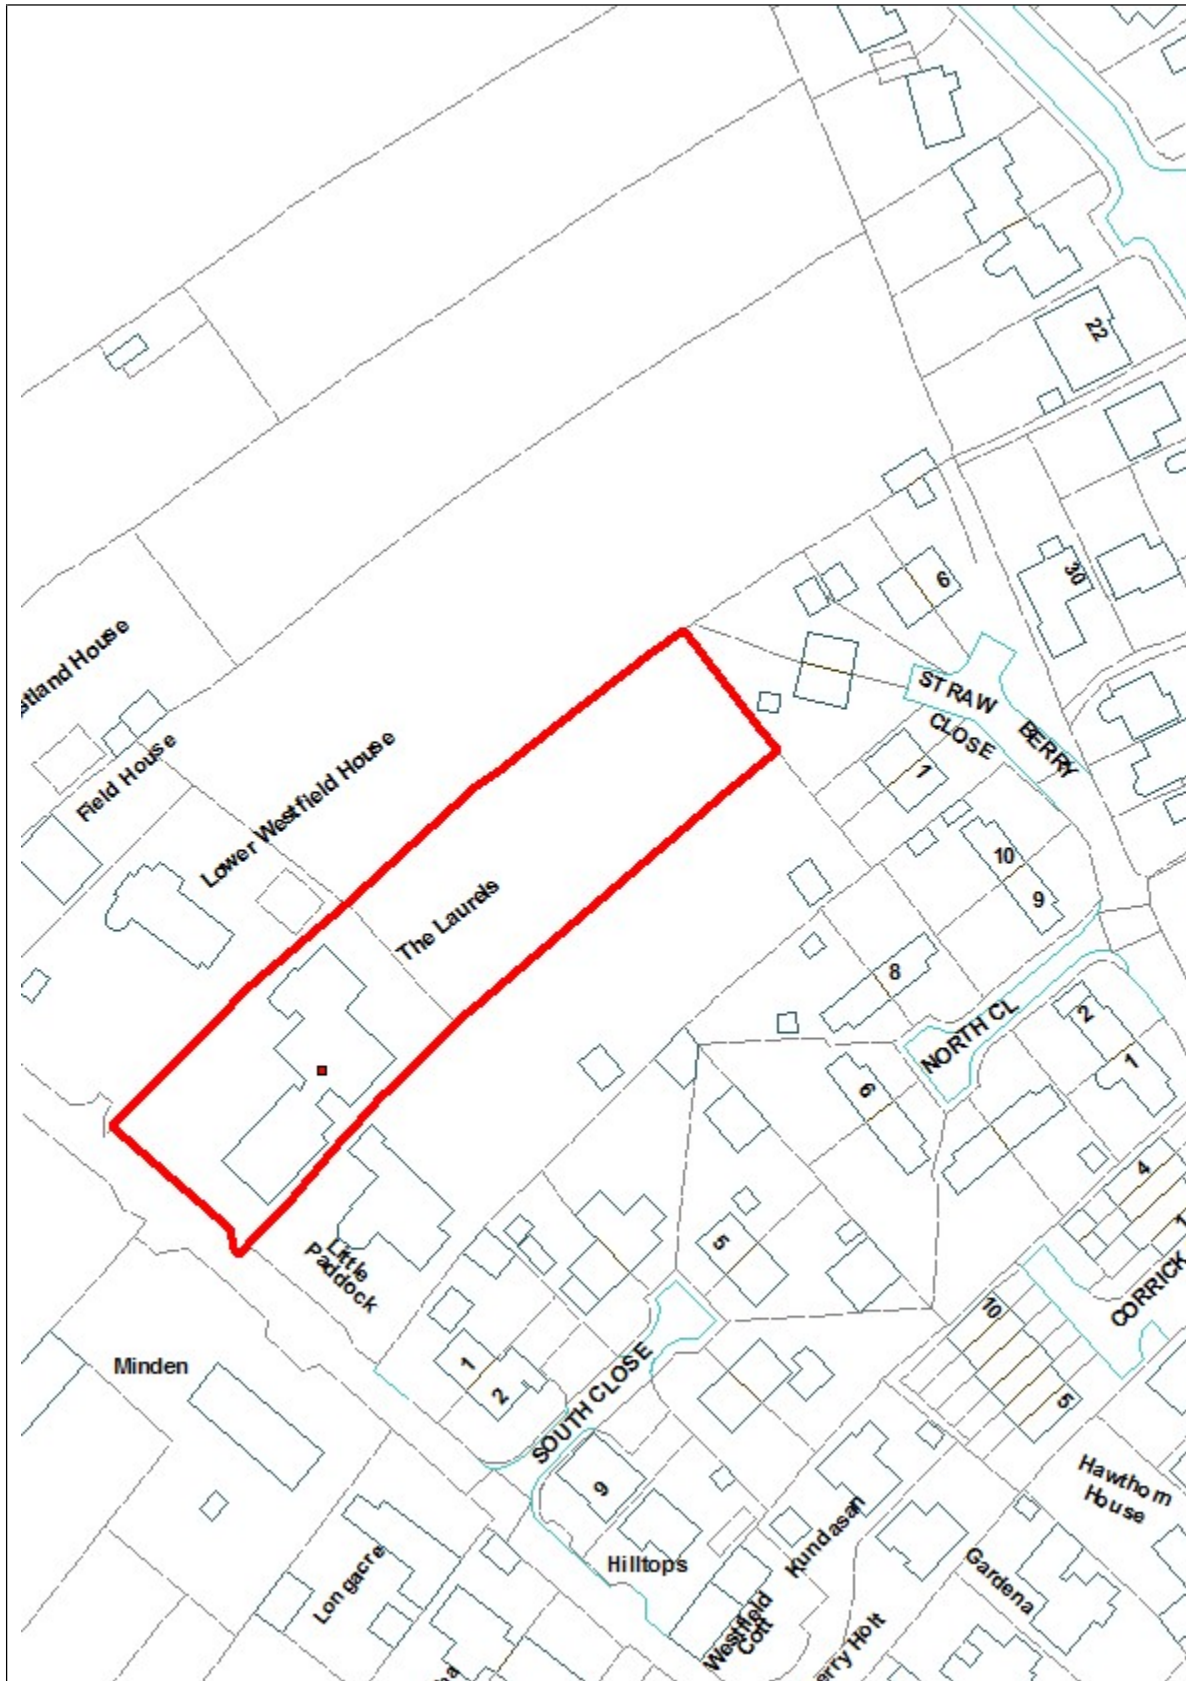 22
30
6
STRAW
BERRY
CLOSE
House
Field House
Lower Westfield House
The Laurels
1
10
9
8
NORTH CL
2
1
6
4
1
CORRICK
5
10
5
Little
Paddock
Minden
1
2
SOUTH CLOSE
9
Hawthorn
House
Hilltops
Kundasan
Gardena
Longacre
Westfield
Cott
Holt